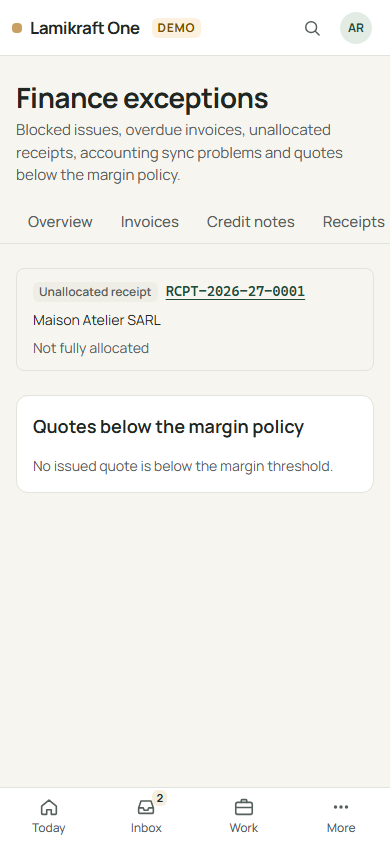 Lamikraft One DEMO AR
Finance exceptions
Blocked issues, overdue invoices, unallocated
receipts, accounting sync problems and quotes
below the margin policy.
Overview Invoices Credit notes Receipts
Unallocated receipt RCPT-2026-27-0001
Maison Atelier SARL
Not fully allocated
Quotes below the margin policy
No issued quote is below the margin threshold.
2
Today Inbox Work More